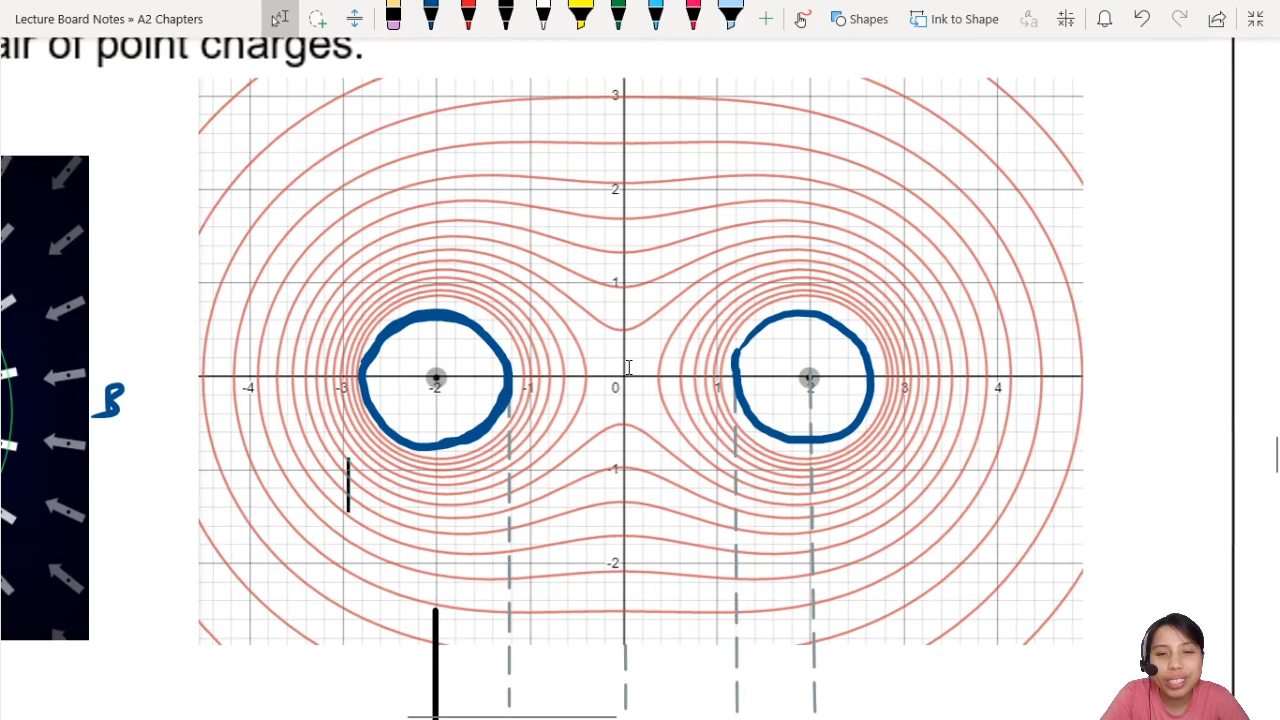 Lecture Board Notes » A2 Chapters
Shapes
Ink to Shape
air of point charges.
3
2
1
-4 -3 -2 -1 0 1 2 3 4
-1
-2
B